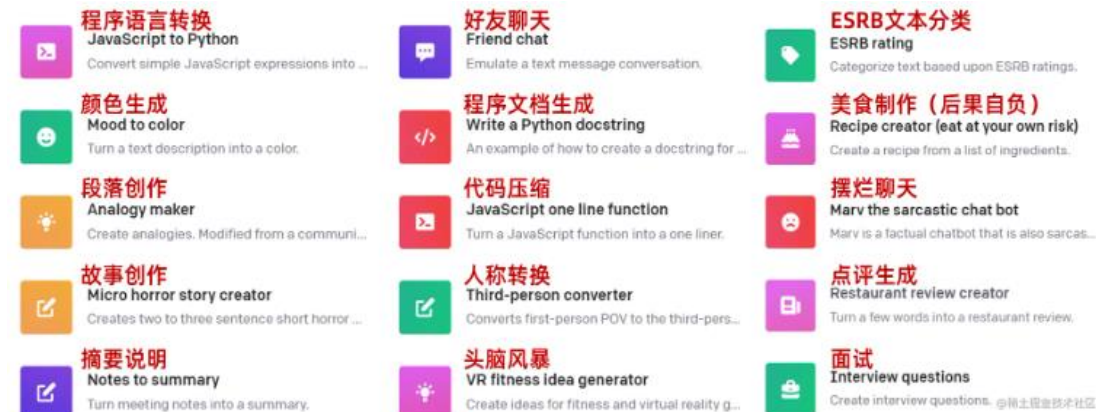 程序语言转换
JavaScript to Python
Convert simple JavaScript expressions into ...
好友聊天
Friend chat
Emulate a text message conversation.
ESRB文本分类
ESRB rating
Categorize text based upon ESRB ratings.
颜色生成
Mood to color
Turn a text description into a color.
程序文档生成
Write a Python docstring
An example of how to create a docstring for ...
美食制作（后果自负）
Recipe creator (eat at your own risk)
Create a recipe from a list of ingredients.
段落创作
Analogy maker
Create analogies. Modified from a communi...
代码压缩
JavaScript one line function
Turn a JavaScript function into a one liner.
摆烂聊天
Marv the sarcastic chat bot
Marv is a factual chatbot that is also sarcas...
故事创作
Micro horror story creator
Creates two to three sentence short horror ...
人称转换
Third-person converter
Converts first-person POV to the third-pers...
点评生成
Restaurant review creator
Turn a few words into a restaurant review.
摘要说明
Notes to summary
Turn meeting notes into a summary.
头脑风暴
VR fitness idea generator
Create ideas for fitness and virtual reality g...
面试
Interview questions
Create interview questions.
@稀土掘金技术社区